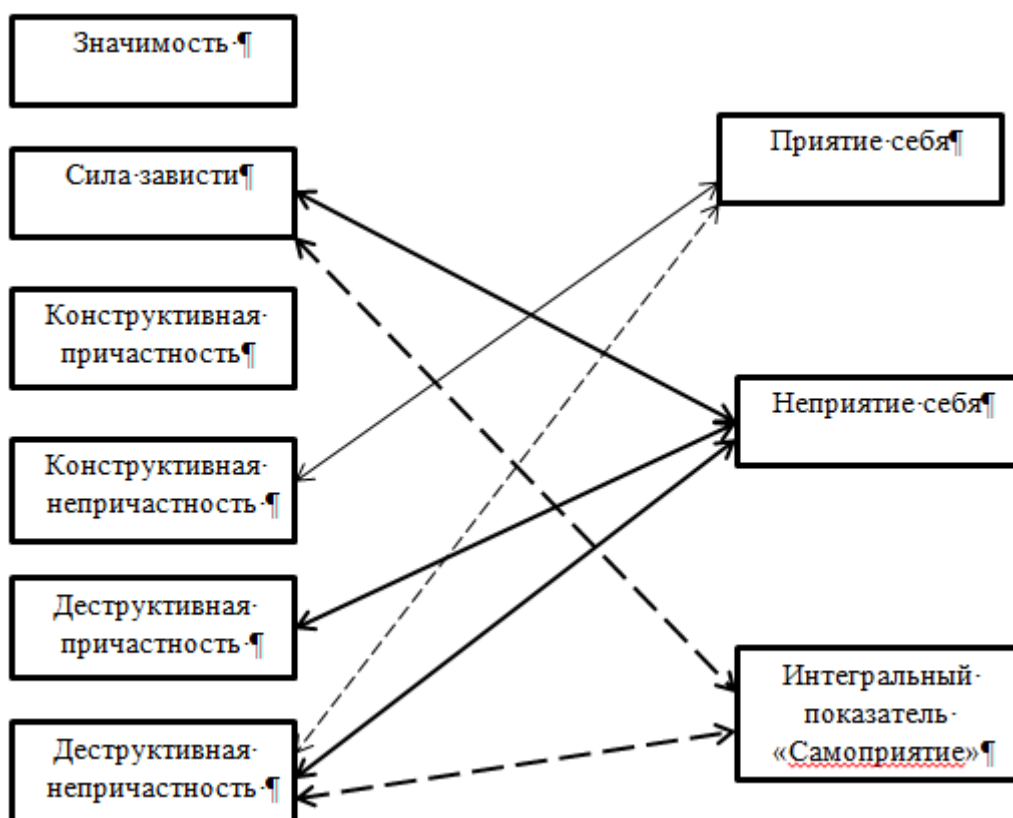 Значимость·¶
Сила·зависти¶
Конструктивная·
причастность¶
Конструктивная·
непричастность·¶
Деструктивная·
причастность·¶
Деструктивная·
непричастность·¶
Приятие·себя¶
Неприятие·себя¶
Интегральный·
показатель·
«Самоприятие»¶